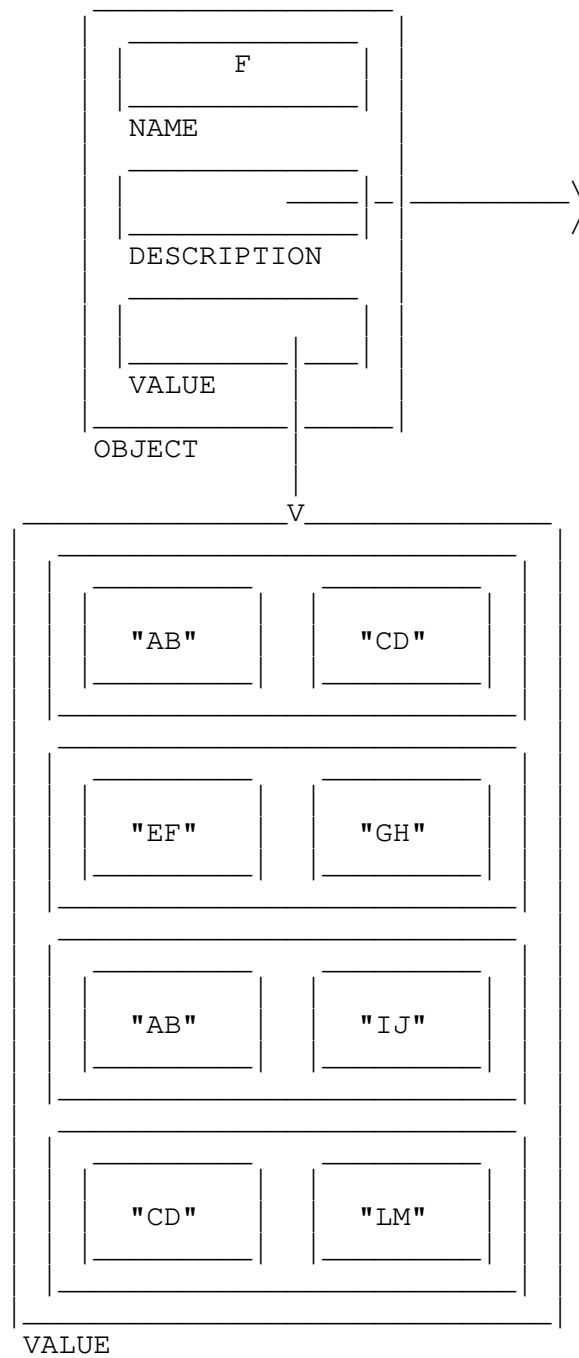 F
NAME
DESCRIPTION
VALUE
OBJECT
V
"AB" "CD"
"EF" "GH"
"AB" "IJ"
"CD" "LM"
VALUE